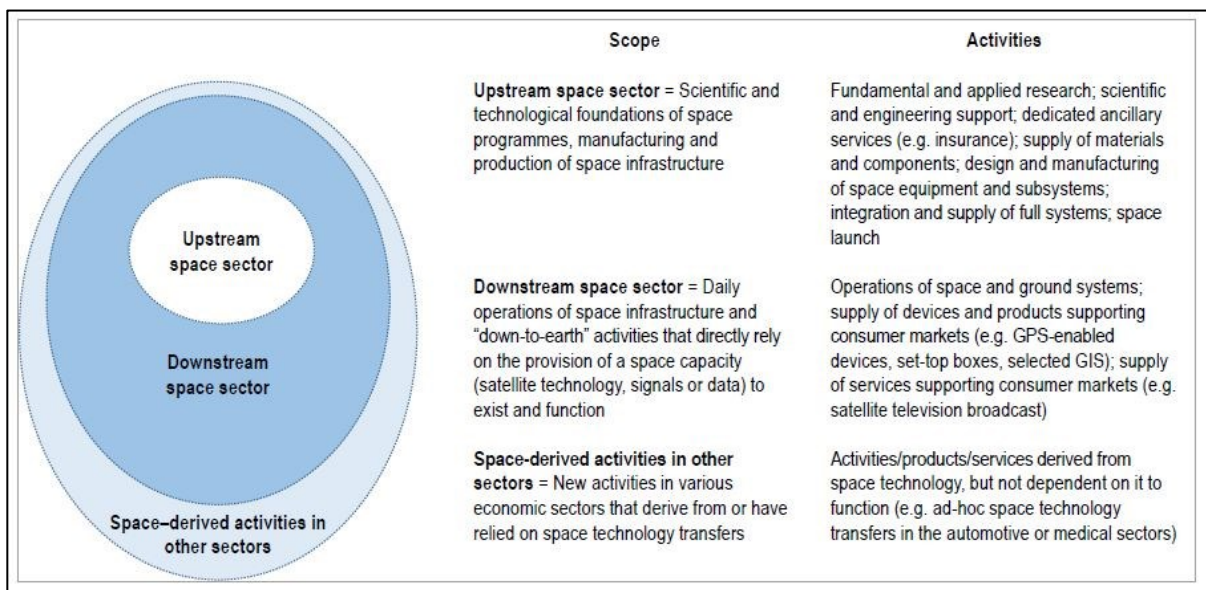 Scope
Activities
Upstream
space sector
Downstream
space sector
Space–derived activities in
other sectors
Upstream space sector = Scientific and
technological foundations of space
programmes, manufacturing and
production of space infrastructure
Fundamental and applied research; scientific
and engineering support; dedicated ancillary
services (e.g. insurance); supply of materials
and components; design and manufacturing
of space equipment and subsystems;
integration and supply of full systems; space
launch
Downstream space sector = Daily
operations of space infrastructure and
“down-to-earth” activities that directly rely
on the provision of a space capacity
(satellite technology, signals or data) to
exist and function
Operations of space and ground systems;
supply of devices and products supporting
consumer markets (e.g. GPS-enabled
devices, set-top boxes, selected GIS); supply
of services supporting consumer markets (e.g.
satellite television broadcast)
Space-derived activities in other
sectors = New activities in various
economic sectors that derive from or have
relied on space technology transfers
Activities/products/services derived from
space technology, but not dependent on it to
function (e.g. ad-hoc space technology
transfers in the automotive or medical sectors)